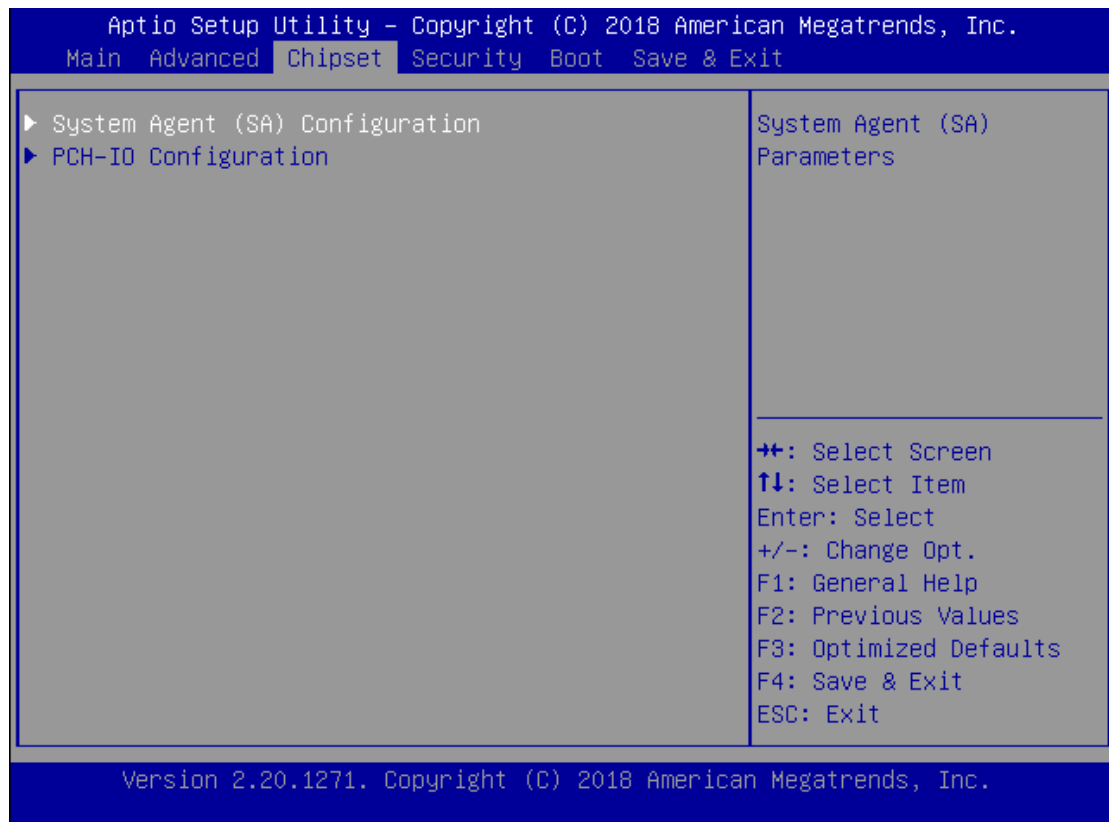 Aptio Setup Utility – Copyright (C) 2018 American Megatrends, Inc.
Main Advanced Chipset Security Boot Save & Exit
▶ System Agent (SA) Configuration
▶ PCH-IO Configuration
System Agent (SA)
Parameters
→←: Select Screen
↑↓: Select Item
Enter: Select
+/-: Change Opt.
F1: General Help
F2: Previous Values
F3: Optimized Defaults
F4: Save & Exit
ESC: Exit
Version 2.20.1271. Copyright (C) 2018 American Megatrends, Inc.